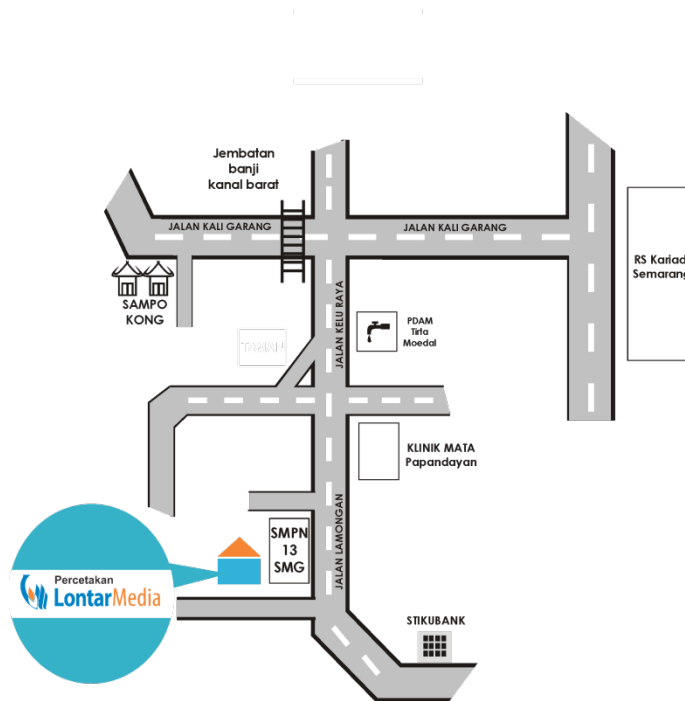 Jembatan
banji
kanal barat
JALAN KALI GARANG
JALAN KALI GARANG
RS Kariad
Semarang
SAMPO
KONG
JALAN KELU RAYA
PDAM
Tirta
Moedal
TAMAN
KLINIK MATA
Papandayan
SMPN
13
SMG
JALAN LAMONGAN
Percetakan
LontarMedia
STIKUBANK